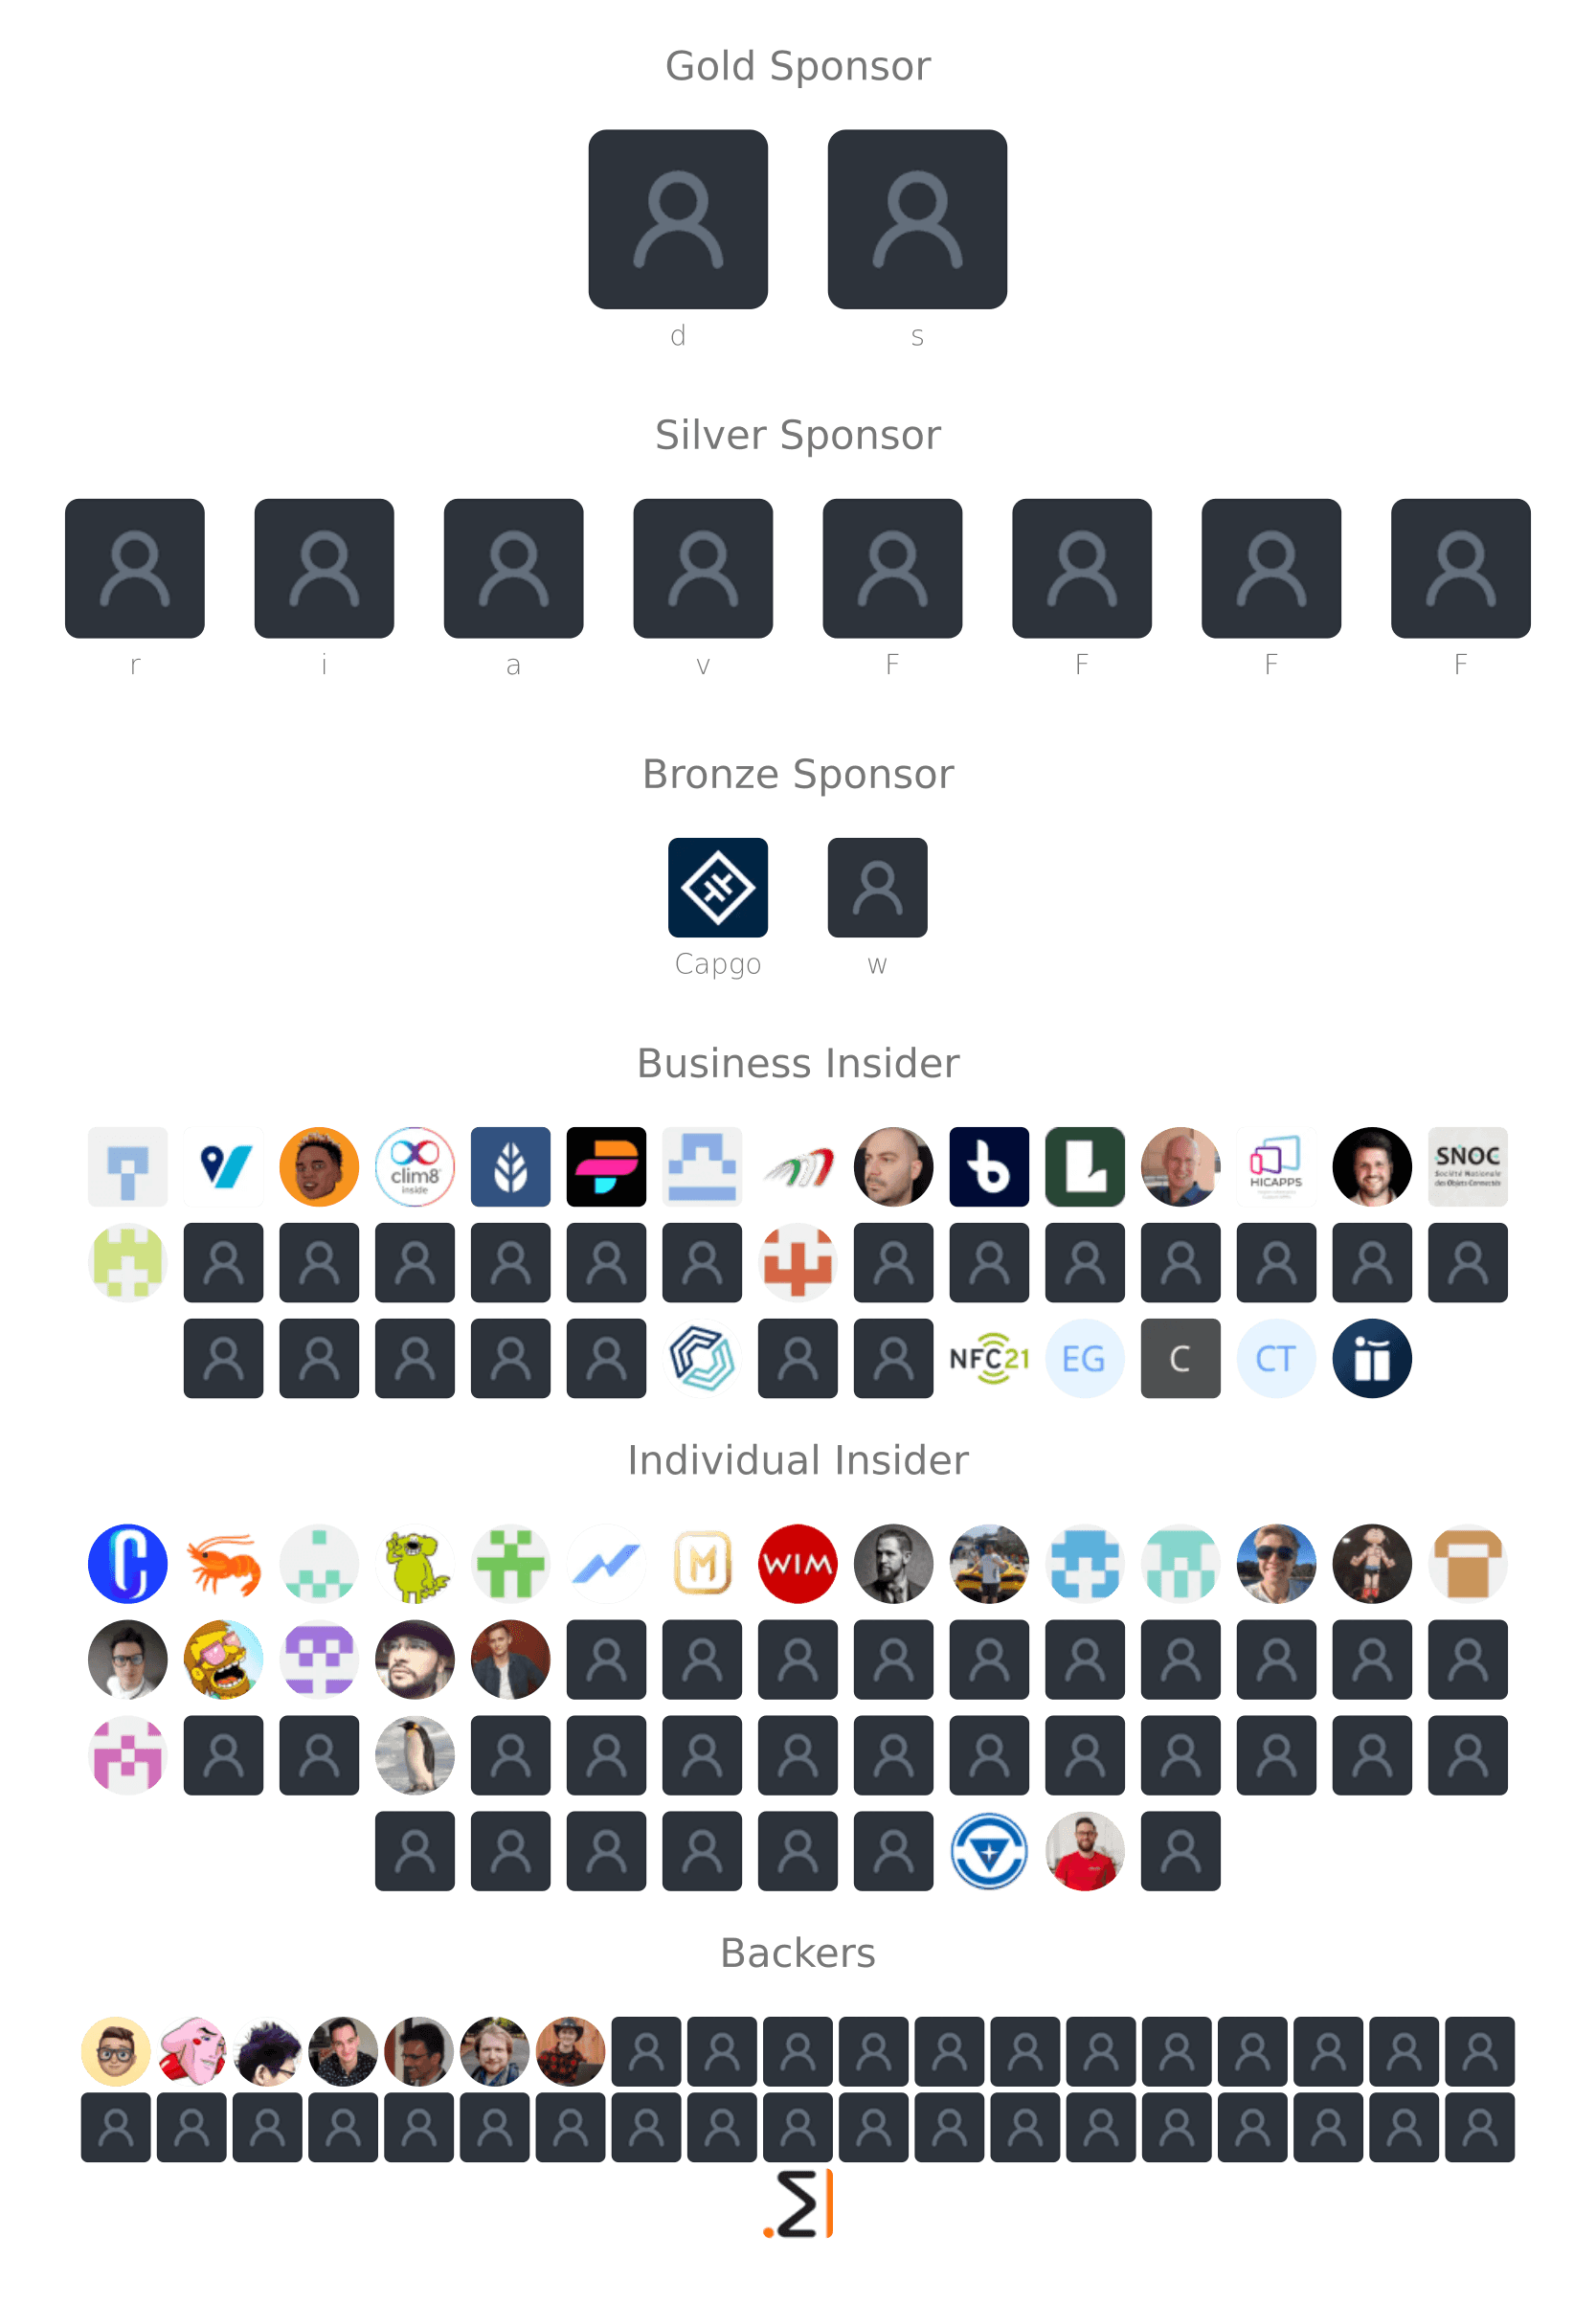 Gold Sponsor
d s
Silver Sponsor
r i a v F F F F
Bronze Sponsor
Capgo w
Business Insider
clim8
inside
HICAPPS
SNOC
Société Nationale
des Objets Connectés
NFC21 EG C CT
Individual Insider
M WIM
Backers